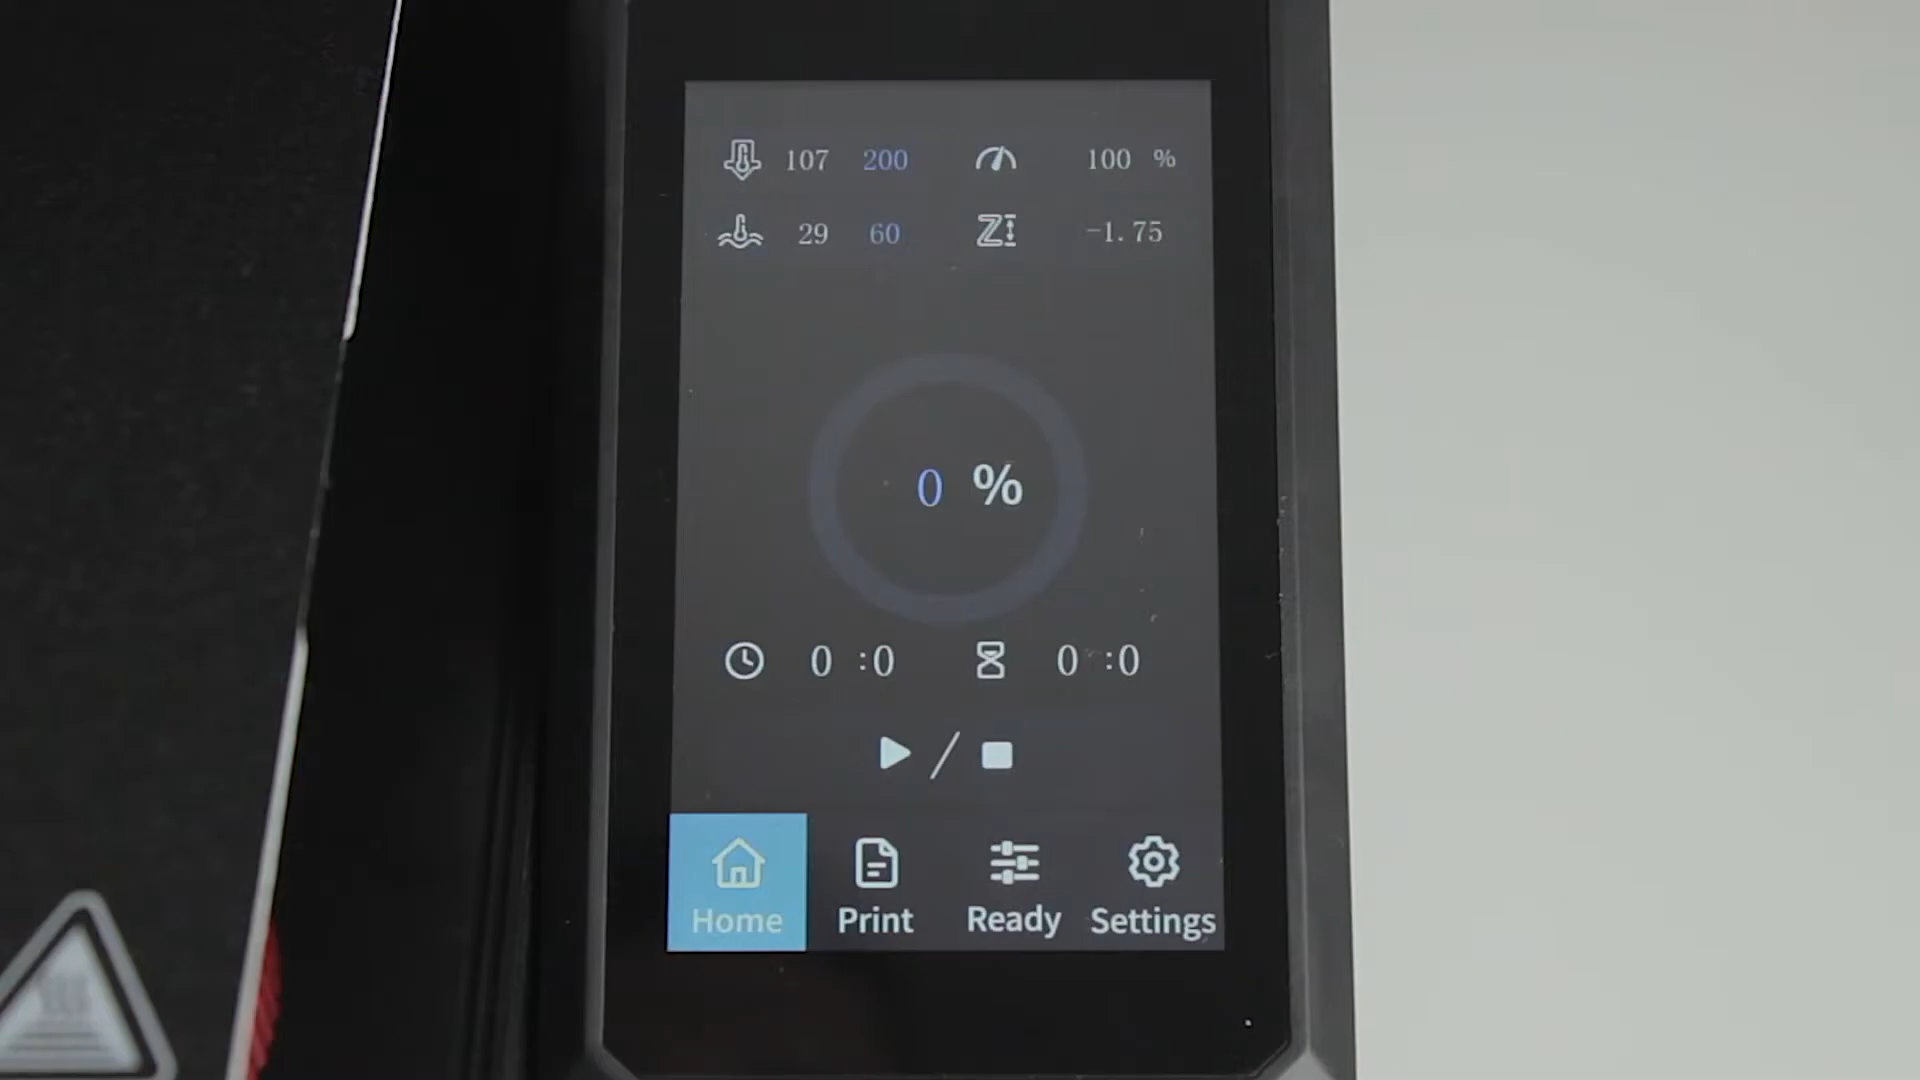 107 200 100 %
29 60 Z -1.75
0 %
0 :0 0 :0
Home Print Ready Settings